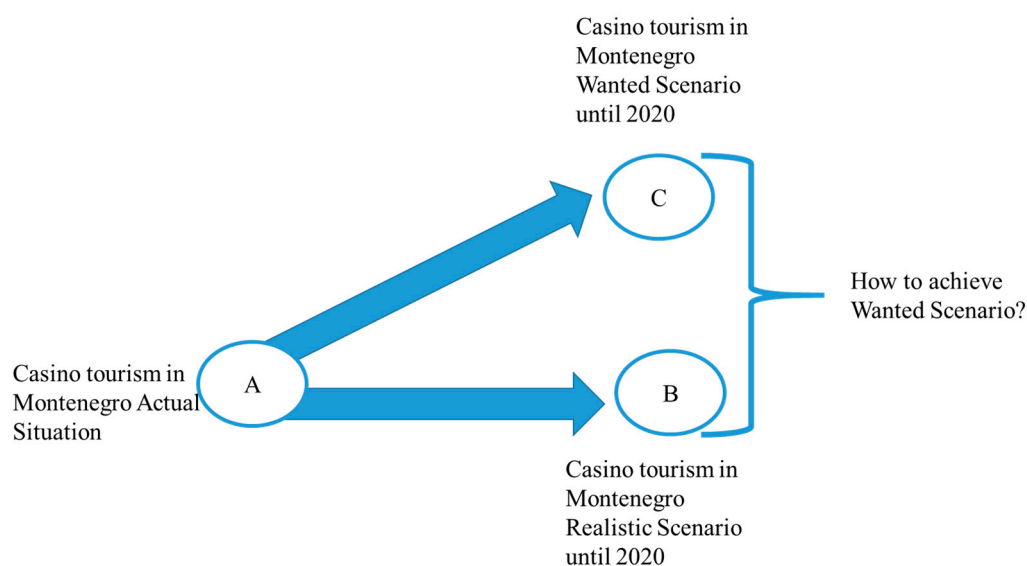 Casino tourism in
Montenegro
Wanted Scenario
until 2020
C
How to achieve
Wanted Scenario?
Casino tourism in
Montenegro Actual
Situation
A
B
Casino tourism in
Montenegro
Realistic Scenario
until 2020